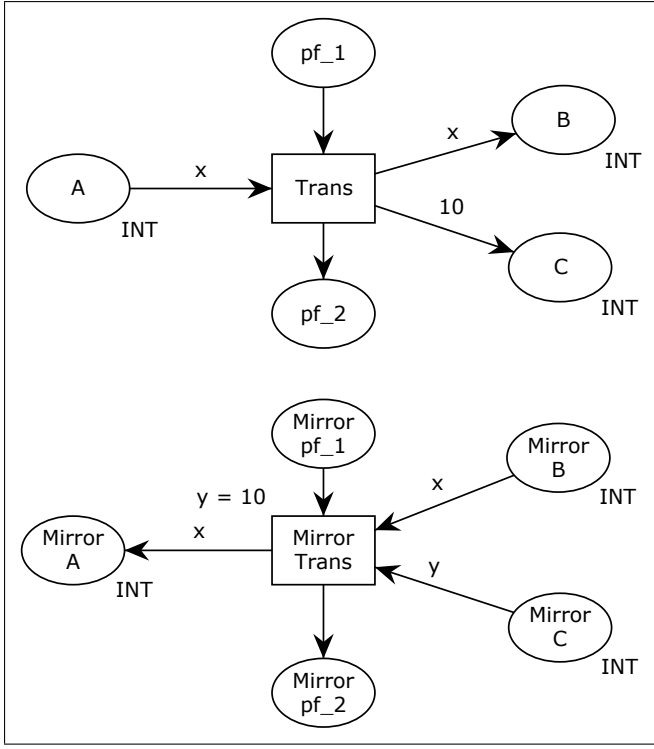 pf_1
x
B
INT
A
x
Trans
INT
10
C
INT
pf_2
Mirror
pf_1
Mirror
B
INT
x
y = 10
x
Mirror
A
INT
Mirror
Trans
y
Mirror
C
INT
Mirror
pf_2